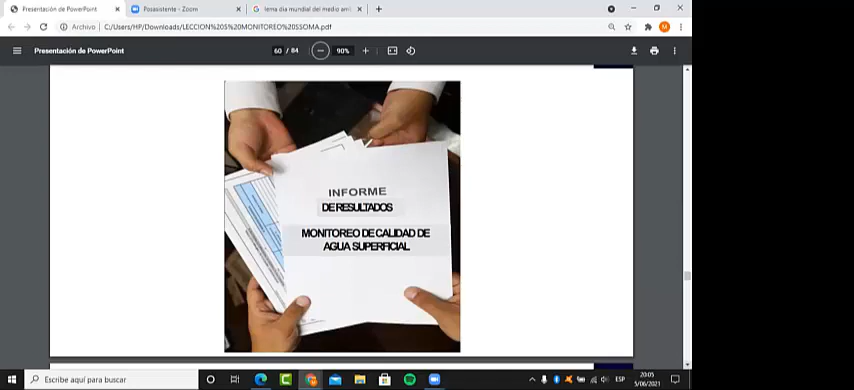 Presentación de PowerPoint
Posasistente - Zoom
lema dia mundial del medio am
Archivo
C:/Users/HP/Downloads/LECCION%205%20MONITOREO%20SSOMA.pdf
M
Presentación de PowerPoint
60 / 84
90%
INFORME
DE RESULTADOS
MONITOREO DE CALIDAD DE
AGUA SUPERFICIAL
Escribe aquí para buscar
ESP
20:05
5/06/2021